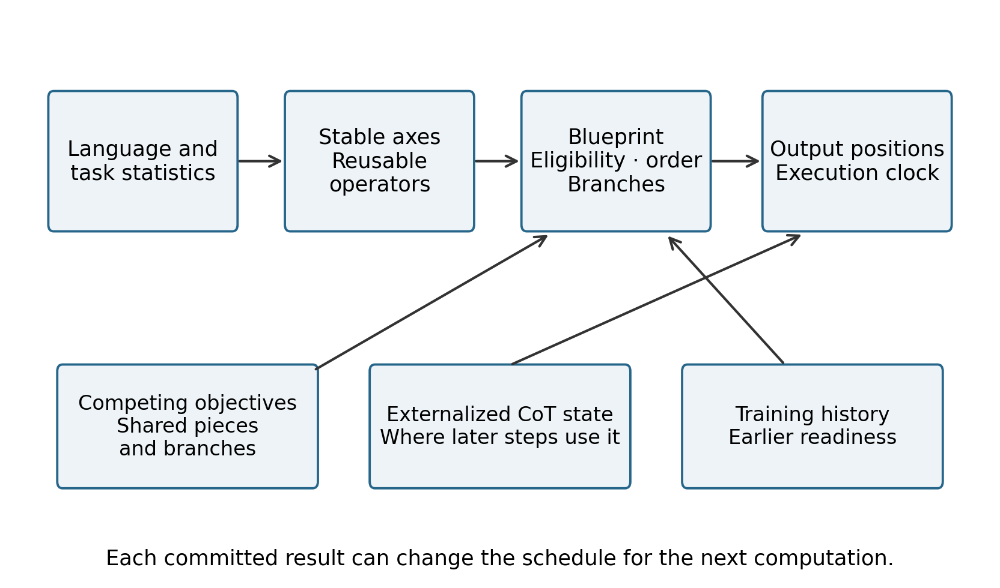 Language and
task statistics
Stable axes
Reusable
operators
Blueprint
Eligibility · order
Branches
Output positions
Execution clock
Competing objectives
Shared pieces
and branches
Externalized CoT state
Where later steps use it
Training history
Earlier readiness
Each committed result can change the schedule for the next computation.